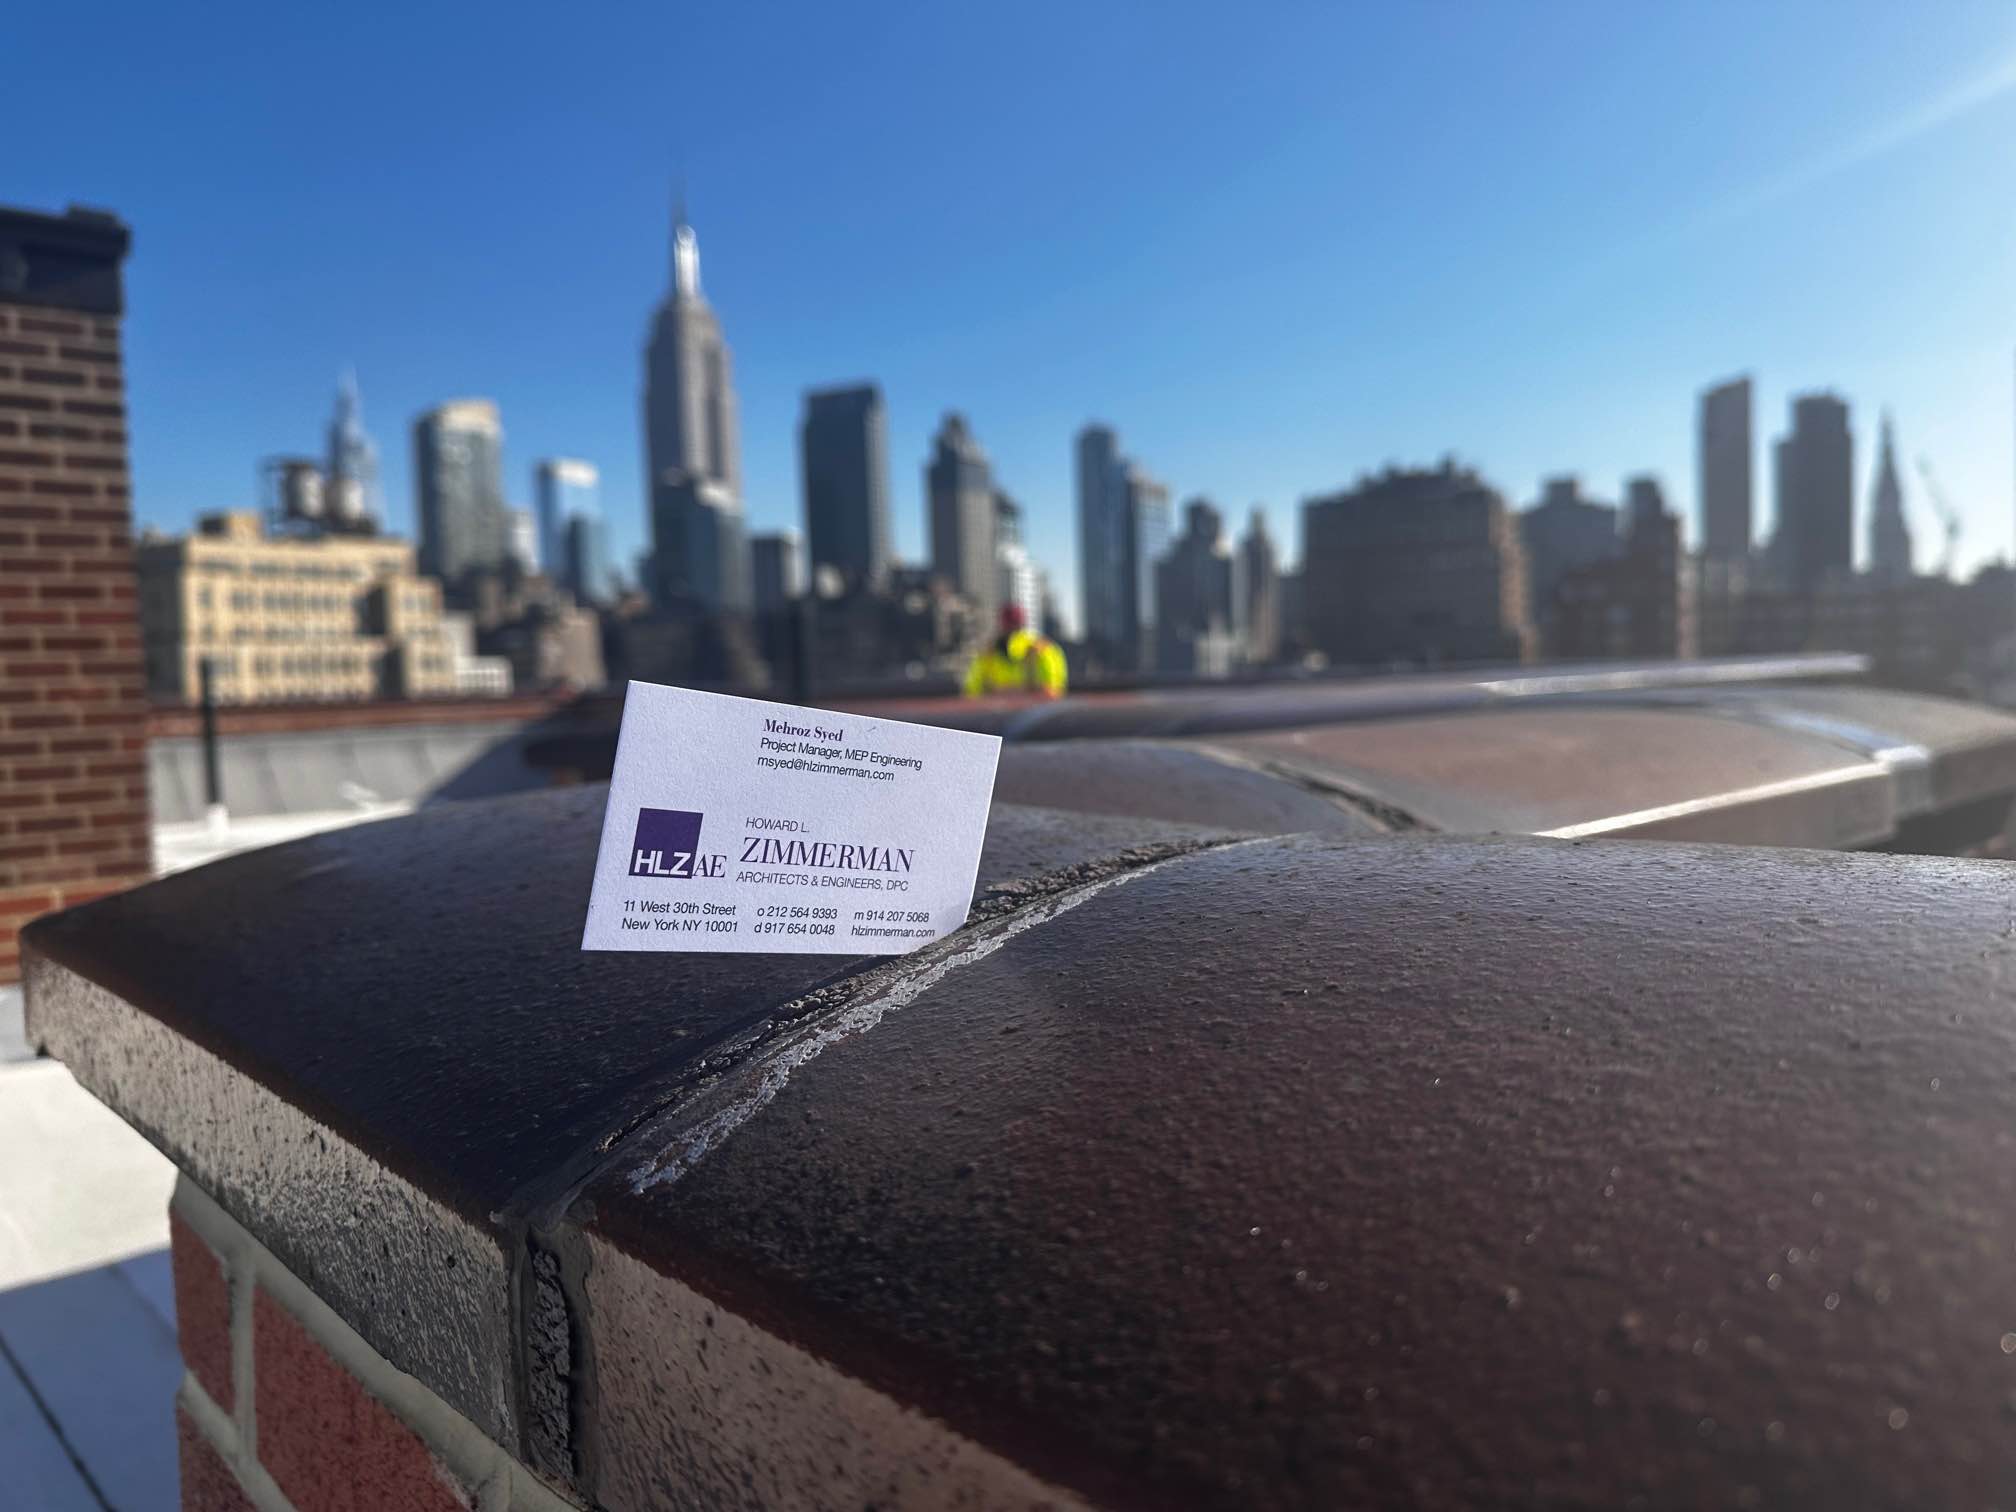 Mehroz Syed
Project Manager, MEP Engineering
msyed@hlzimmerman.com
HLZAE
HOWARD L.
ZIMMERMAN
ARCHITECTS & ENGINEERS, DPC
11 West 30th Street
New York NY 10001
o 212 564 9393
d 917 654 0048
m 914 207 5068
hlzimmerman.com